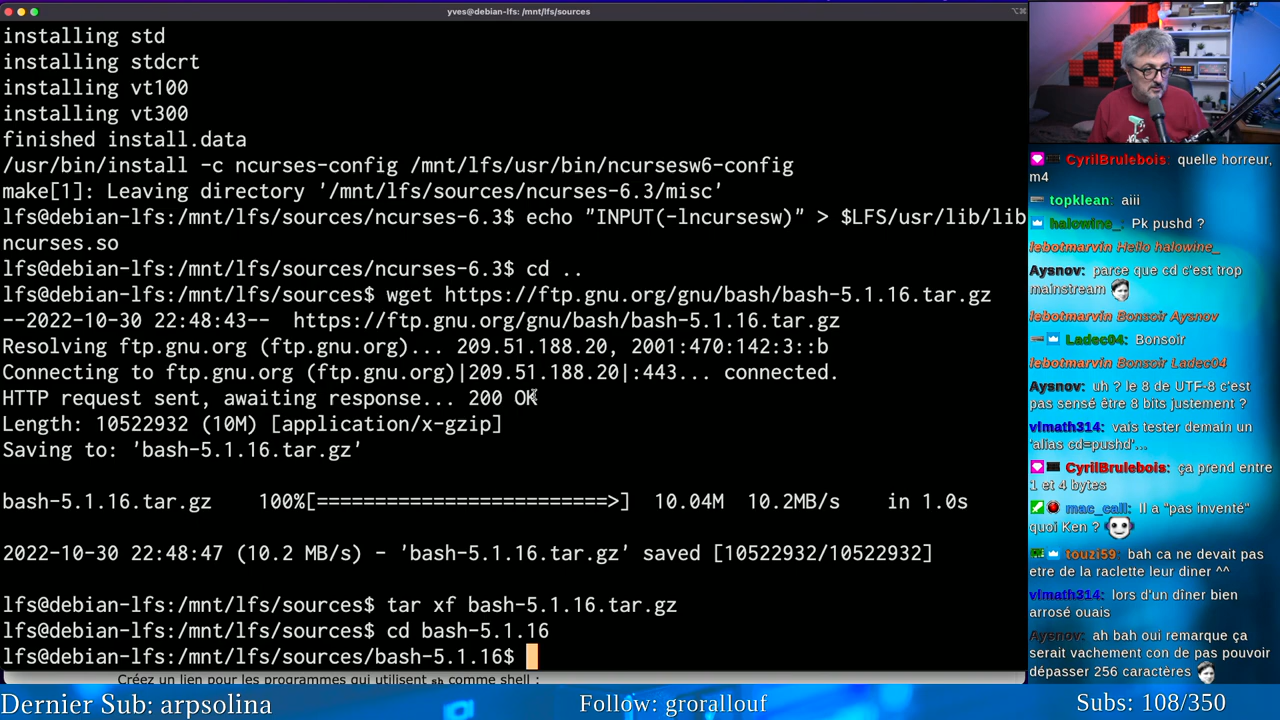 yves@debian-lfs: /mnt/lfs/sources
installing std
installing stdcrt
installing vt100
installing vt300
finished install.data
/usr/bin/install -c ncurses-config /mnt/lfs/usr/bin/ncursesw6-config
make[1]: Leaving directory '/mnt/lfs/sources/ncurses-6.3/misc'
lfs@debian-lfs:/mnt/lfs/sources/ncurses-6.3$ echo "INPUT(-lncursesw)" > $LFS/usr/lib/lib
ncurses.so
lfs@debian-lfs:/mnt/lfs/sources/ncurses-6.3$ cd ..
lfs@debian-lfs:/mnt/lfs/sources$ wget https://ftp.gnu.org/gnu/bash/bash-5.1.16.tar.gz
--2022-10-30 22:48:43--  https://ftp.gnu.org/gnu/bash/bash-5.1.16.tar.gz
Resolving ftp.gnu.org (ftp.gnu.org)... 209.51.188.20, 2001:470:142:3::b
Connecting to ftp.gnu.org (ftp.gnu.org)|209.51.188.20|:443... connected.
HTTP request sent, awaiting response... 200 OK
Length: 10522932 (10M) [application/x-gzip]
Saving to: 'bash-5.1.16.tar.gz'
bash-5.1.16.tar.gz    100%[=========================>]  10.04M  10.2MB/s    in 1.0s
2022-10-30 22:48:47 (10.2 MB/s) - 'bash-5.1.16.tar.gz' saved [10522932/10522932]
lfs@debian-lfs:/mnt/lfs/sources$ tar xf bash-5.1.16.tar.gz
lfs@debian-lfs:/mnt/lfs/sources$ cd bash-5.1.16
lfs@debian-lfs:/mnt/lfs/sources/bash-5.1.16$
Créez un lien pour les programmes qui utilisent sh comme shell :
CyrilBrulebois: quelle horreur,
m4
topklean: aiii
halowine_: Pk pushd ?
lebotmarvin Hello halowine_
Aysnov: parce que cd c'est trop
mainstream
lebotmarvin Bonsoir Aysnov
Ladec04: Bonsoir
lebotmarvin Bonsoir Ladec04
Aysnov: uh ? le 8 de UTF-8 c'est
pas sensé être 8 bits justement ?
vlmath314: vais tester demain un
'alias cd=pushd'...
CyrilBrulebois: ça prend entre
1 et 4 bytes
mac_call: Il a "pas inventé"
quoi Ken ?
touzi59: bah ca ne devait pas
etre de la raclette leur diner ^^
vlmath314: lors d'un dîner bien
arrosé ouais
Aysnov: ah bah oui remarque ça
serait vachement con de pas pouvoir
dépasser 256 caractères
Dernier Sub: arpsolina
Follow: grorallouf
Subs: 108/350